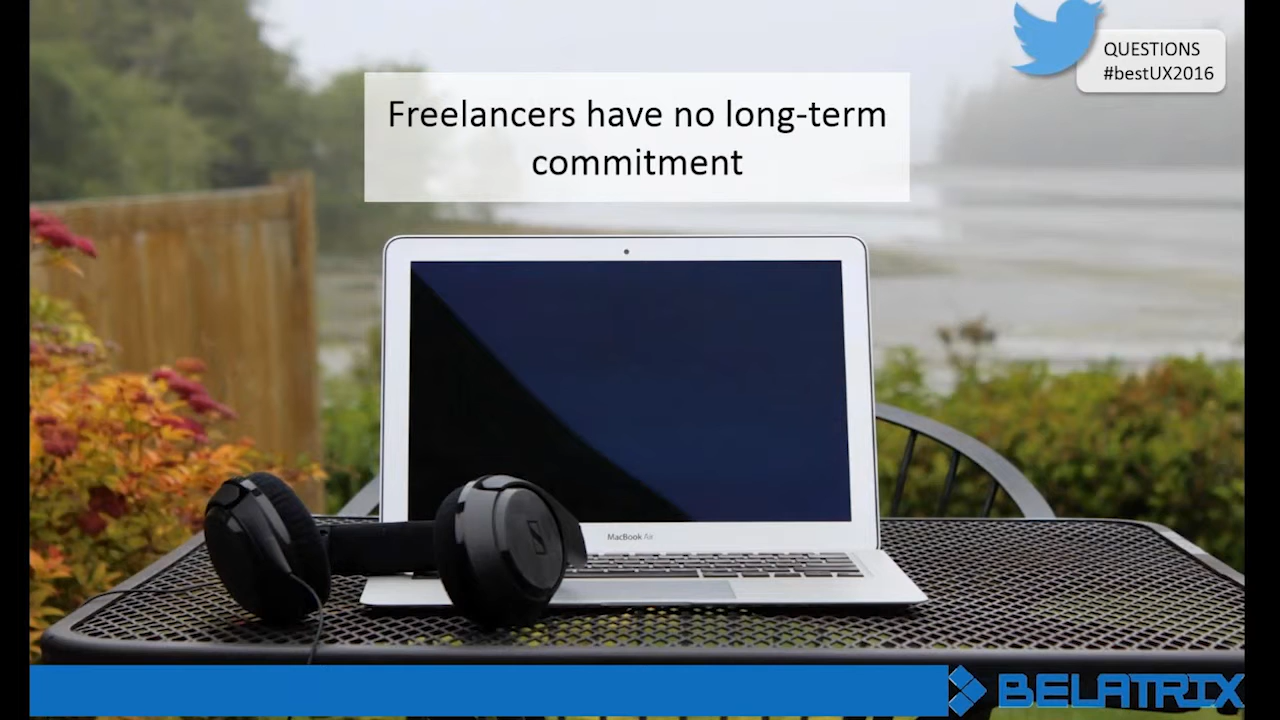 QUESTIONS
#bestUX2016
Freelancers have no long-term
commitment
MacBook Air
BELATRIX